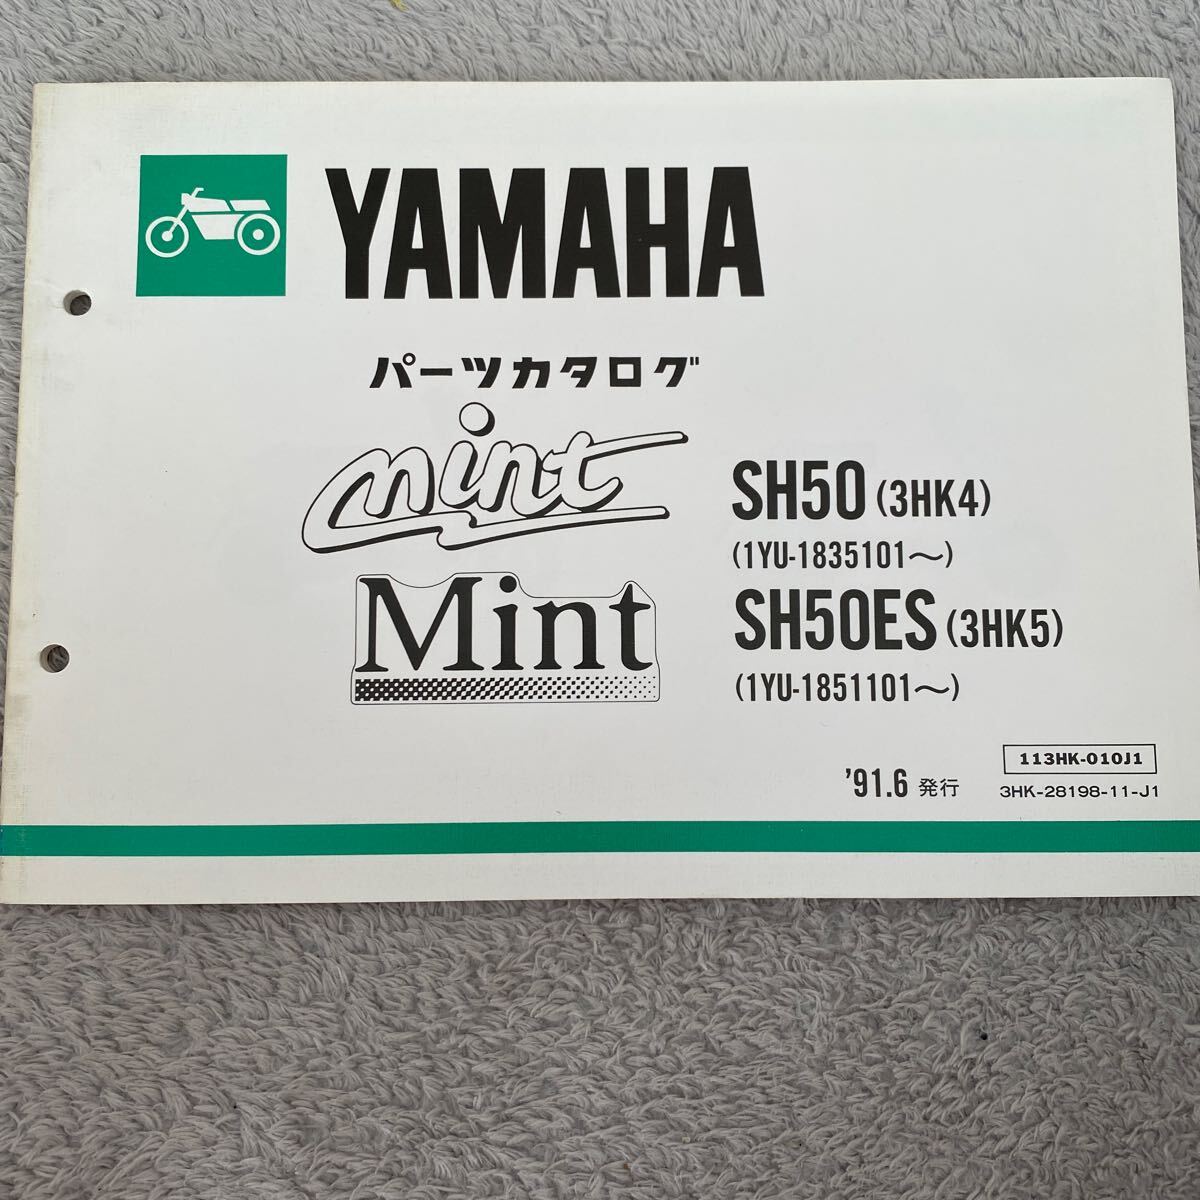 YAMAHA
パーツカタログ
mint
SH50 (3HK4)
(1YU-1835101〜)
Mint
SH50ES (3HK5)
(1YU-1851101〜)
113HK-010J1
'91.6 発行
3HK-28198-11-J1